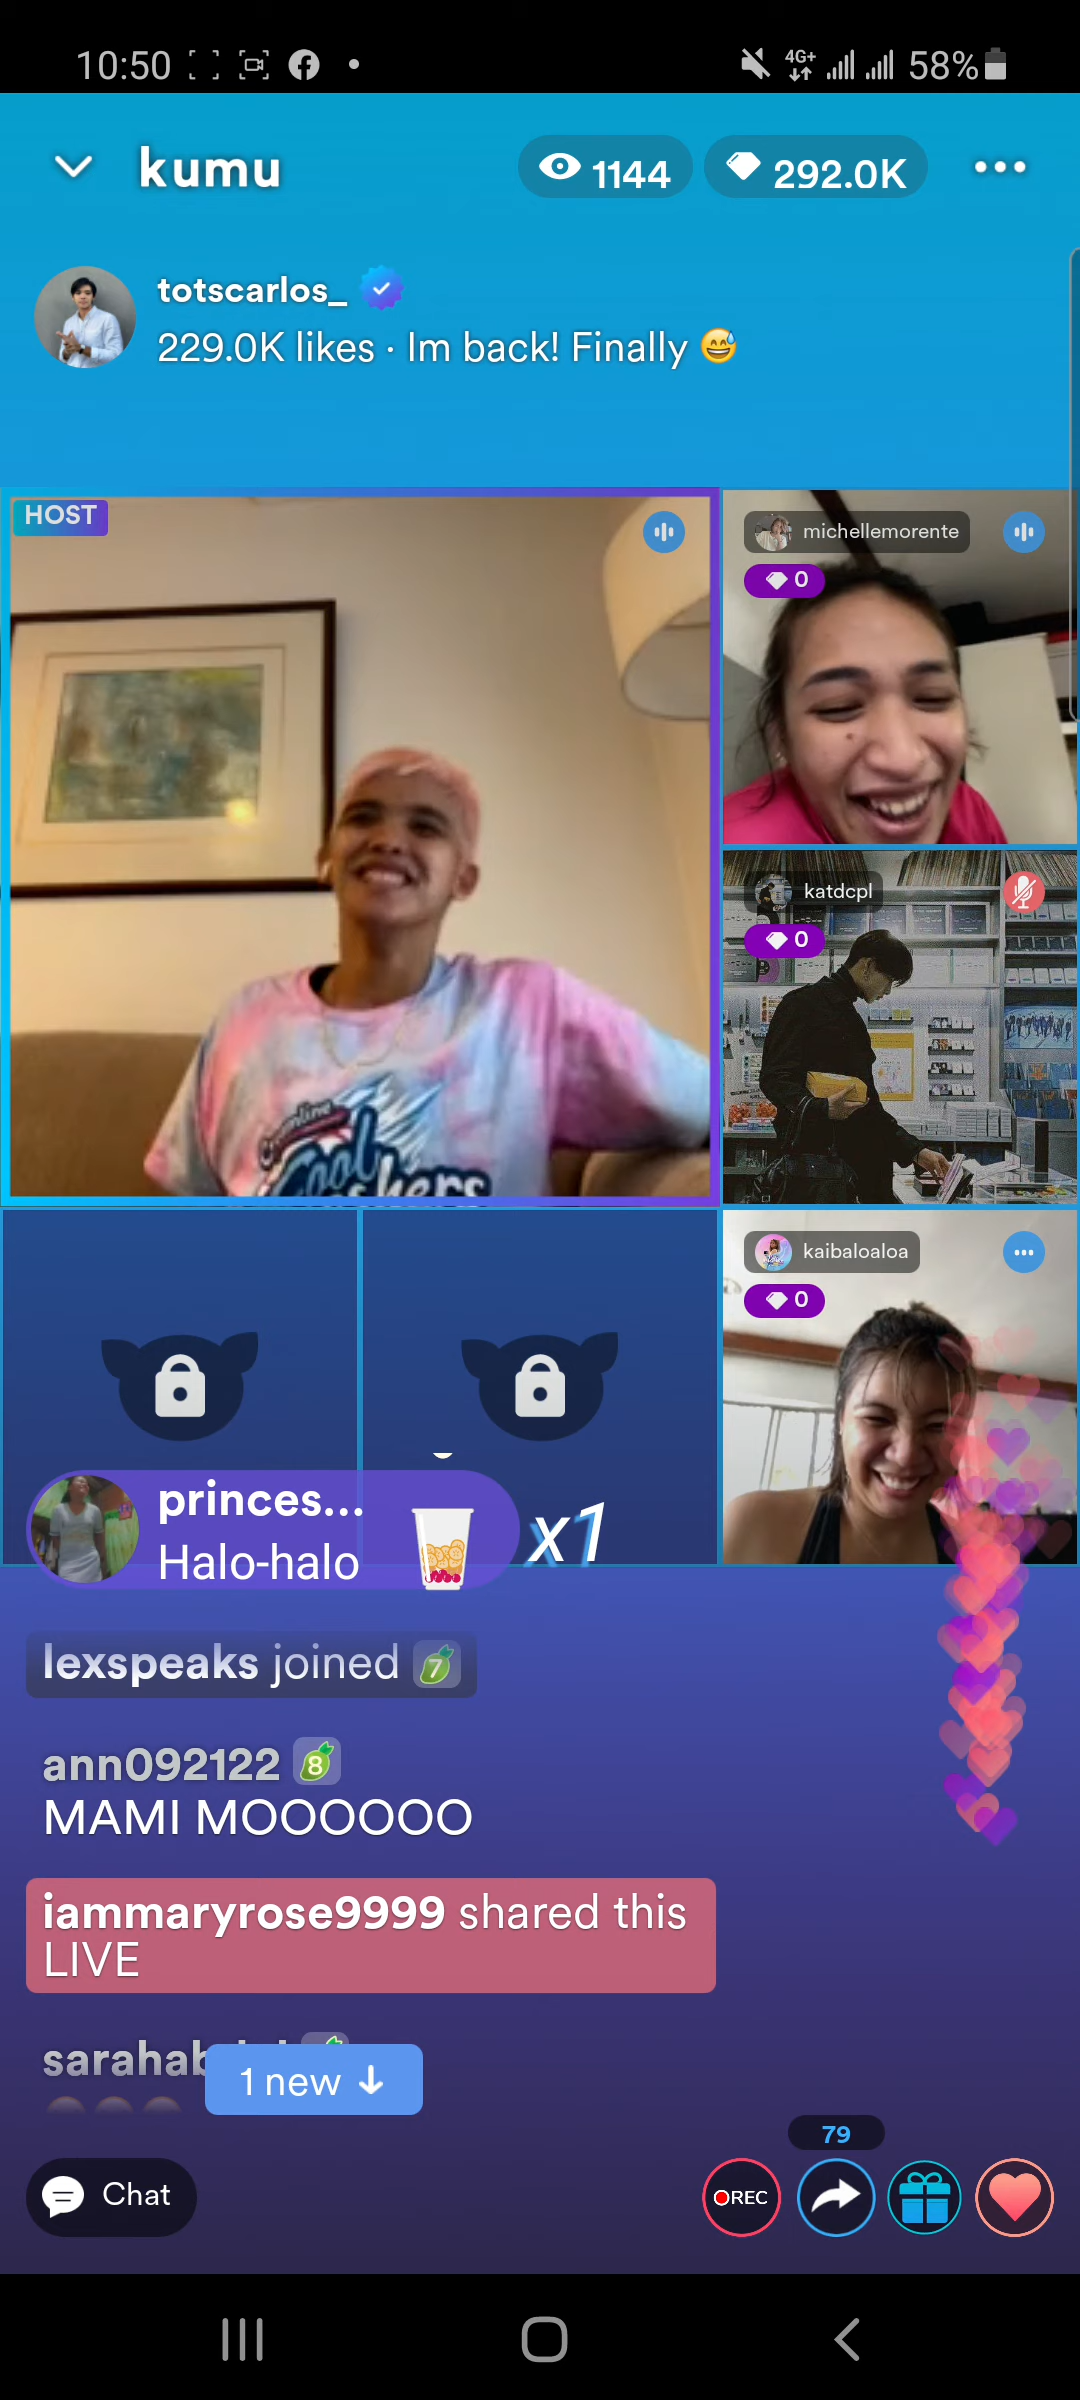 10:50
4G+ 58%
kumu
1144
292.0K
totscarlos_
229.0K likes · Im back! Finally 😅
HOST
michellemorente
0
katdcpl
0
Cool
kaibaloaloa
0
princes...
Halo-halo
x1
lexspeaks joined 7
ann092122 8
MAMI MOOOOOO
iammaryrose9999 shared this
LIVE
1 new
79
Chat
REC